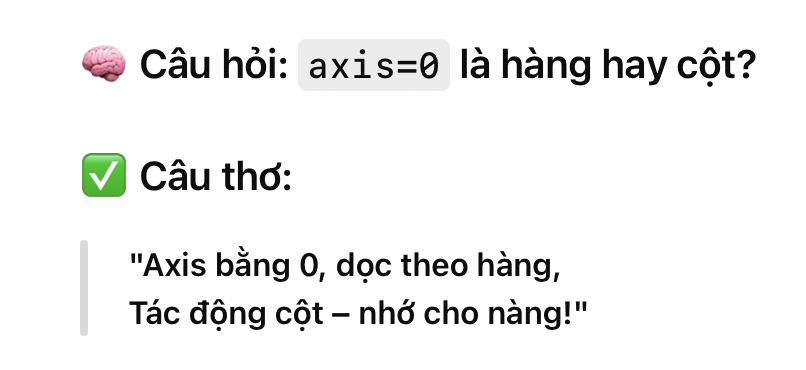 🧠 Câu hỏi: axis=0 là hàng hay cột?
✅ Câu thơ:
"Axis bằng 0, dọc theo hàng,
Tác động cột – nhớ cho nàng!"